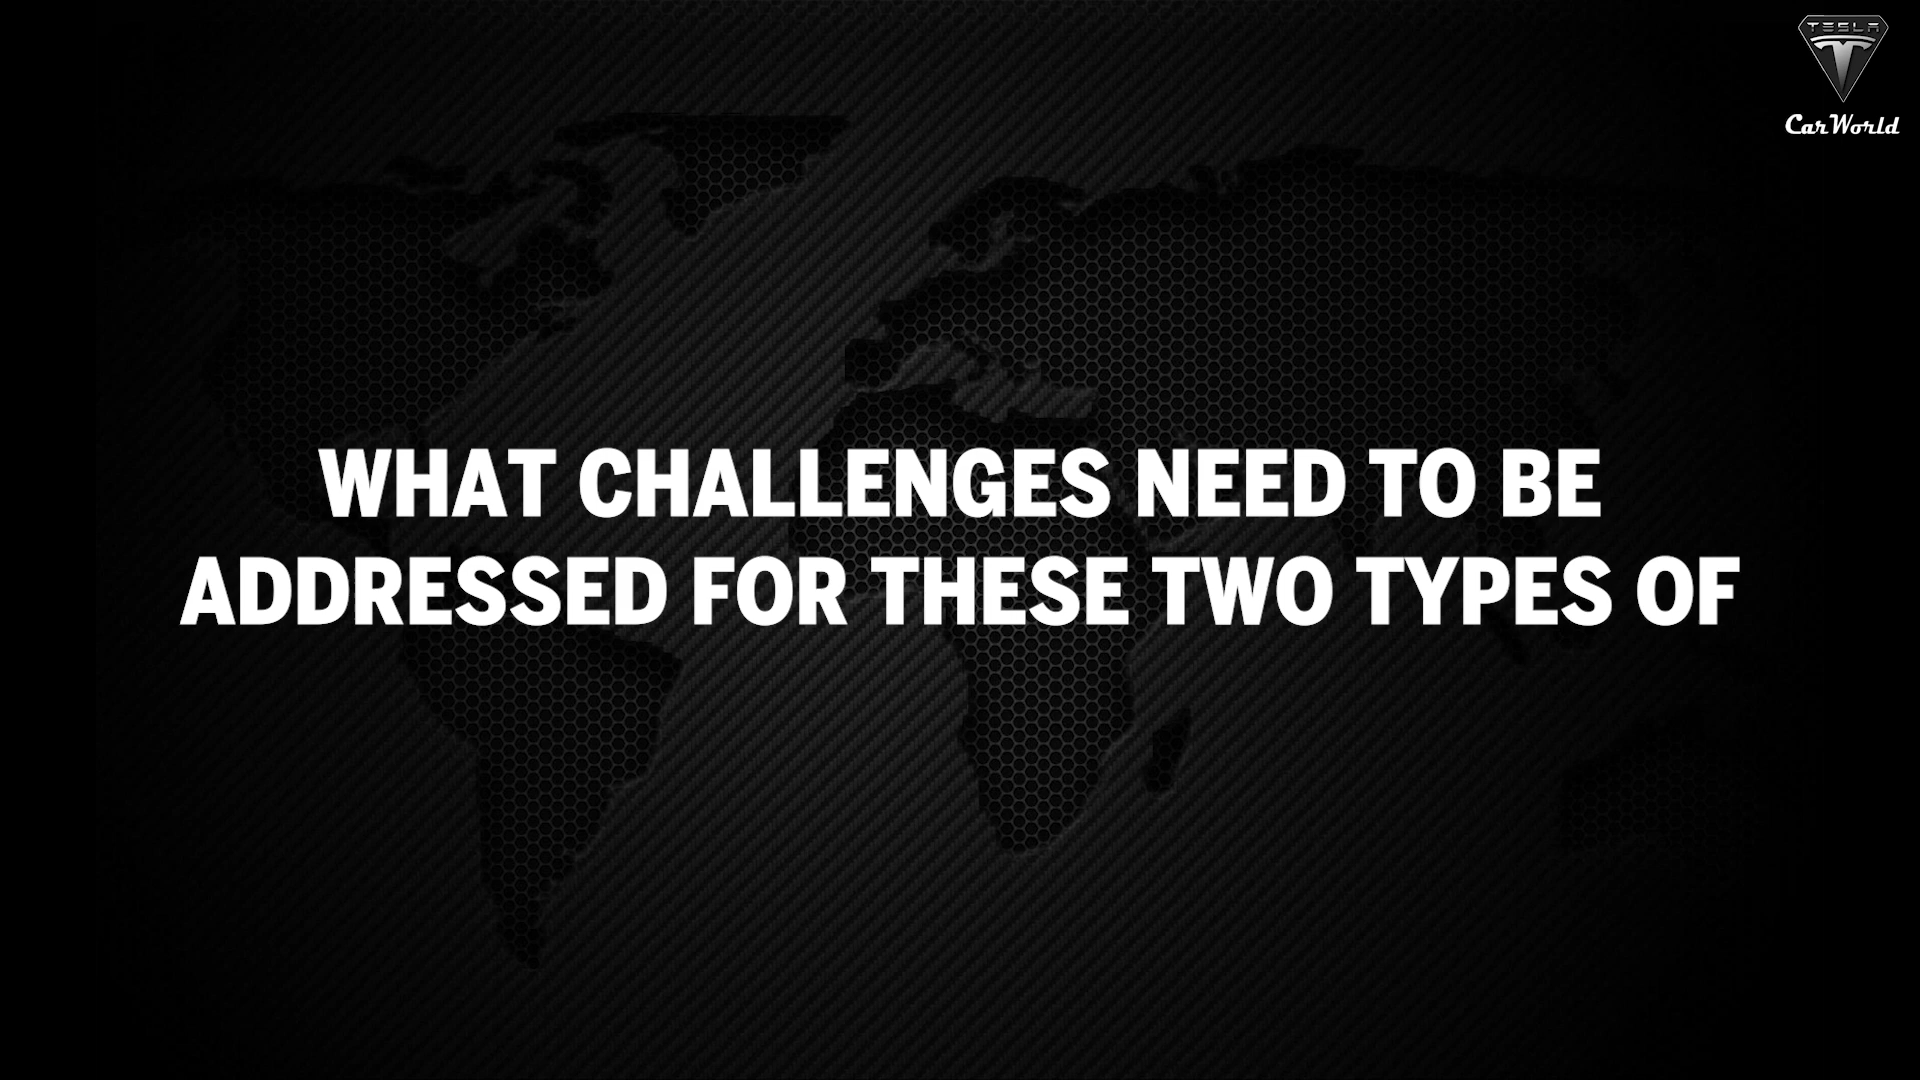 TESLA
CarWorld
WHAT CHALLENGES NEED TO BE
ADDRESSED FOR THESE TWO TYPES OF